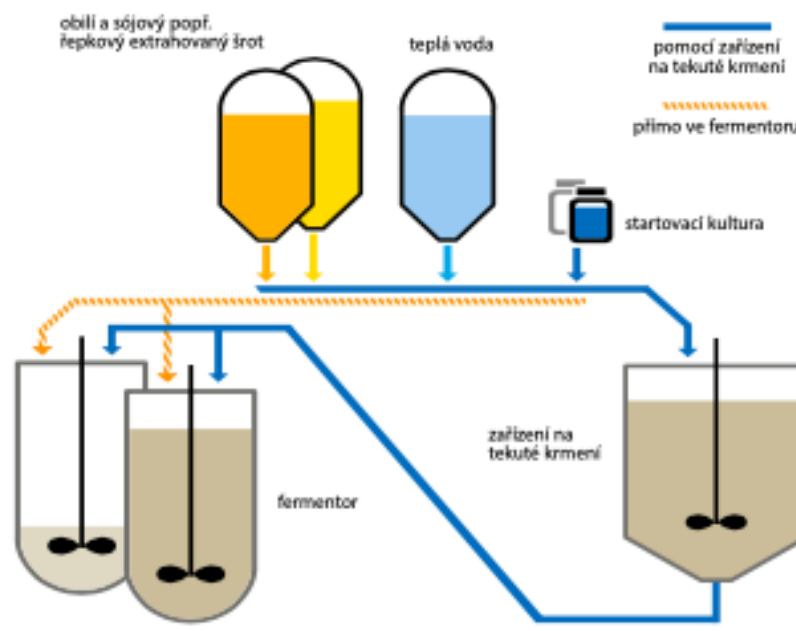 obilí a sójový popř.
řepkový extrahovaný šrot
teplá voda
pomocí zařízení
na tekuté krmení
přímo ve fermentoru
startovací kultura
zařízení na
tekuté krmení
fermentor